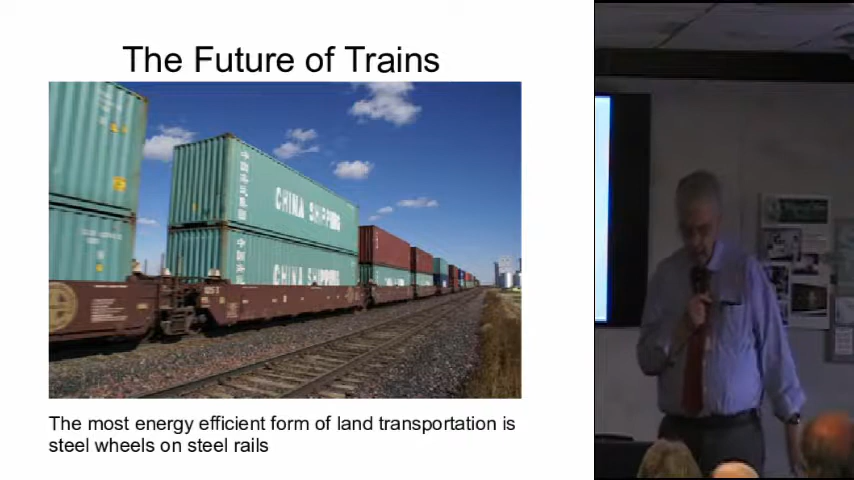 The Future of Trains
CHINA SHIPPING
CHINA SHIPPING
The most energy efficient form of land transportation is
steel wheels on steel rails